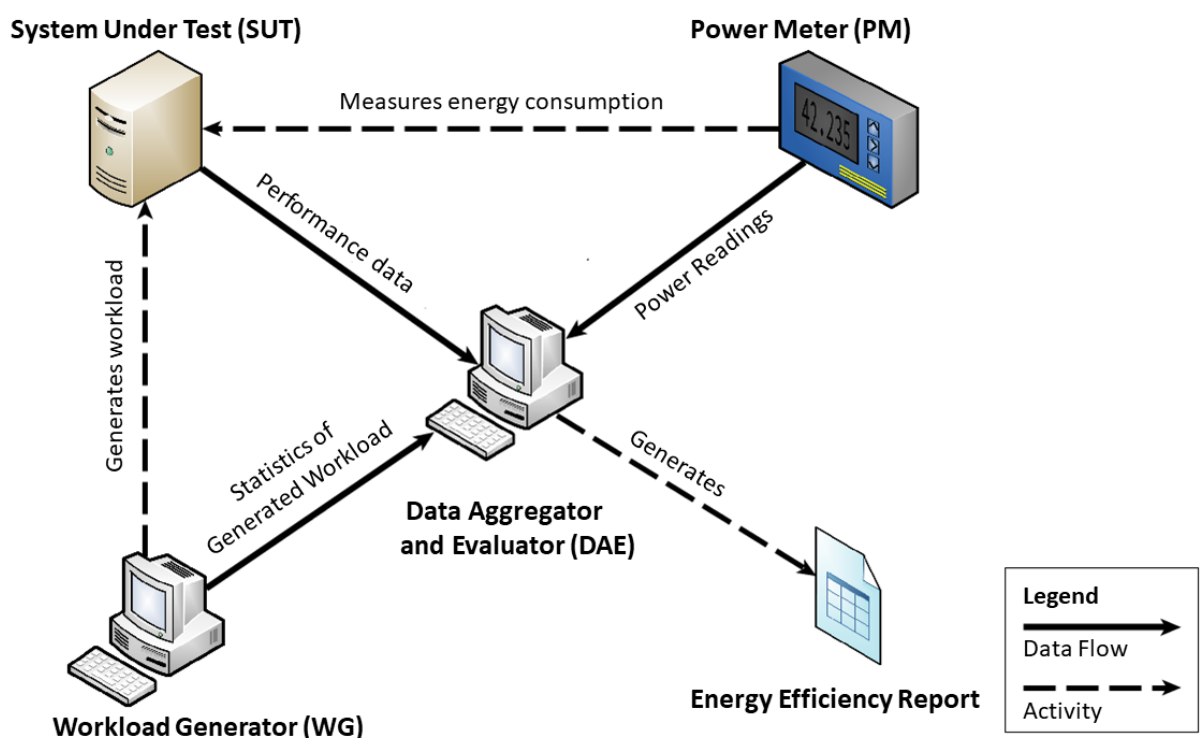 System Under Test (SUT)
Power Meter (PM)
Measures energy consumption
42.235
Performance data
Power Readings
Generates workload
Statistics of
Generated Workload
Generates
Data Aggregator
and Evaluator (DAE)
Legend
Data Flow
Activity
Energy Efficiency Report
Workload Generator (WG)